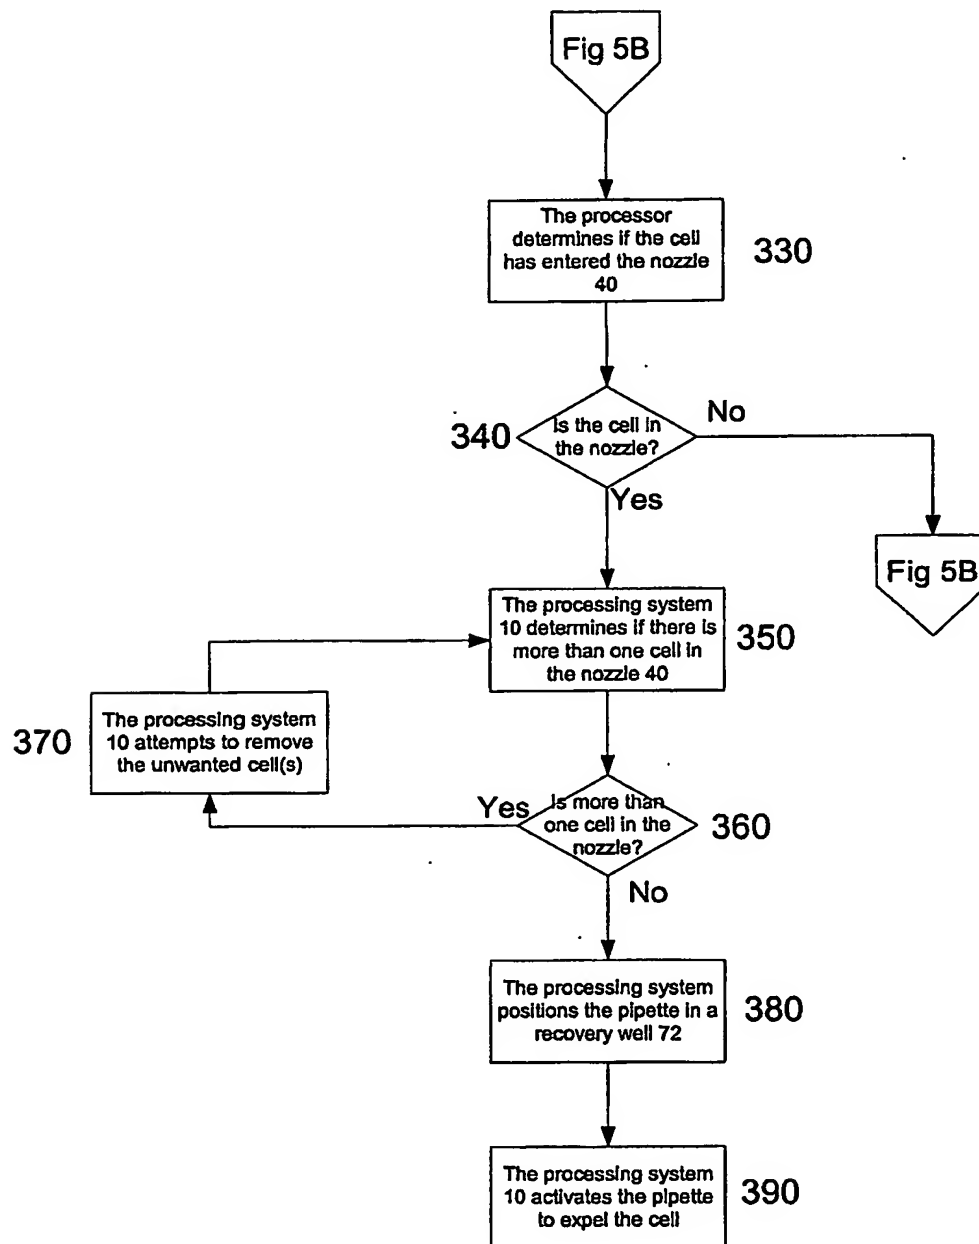 Fig 5B
The processor
determines if the cell
has entered the nozzle
40
330
340
Is the cell in
the nozzle?
No
Yes
Fig 5B
The processing system
10 determines if there is
more than one cell in
the nozzle 40
350
370
The processing system
10 attempts to remove
the unwanted cell(s)
Yes
Is more than
one cell in the
nozzle?
360
No
The processing system
positions the pipette in a
recovery well 72
380
The processing system
10 activates the pipette
to expel the cell
390